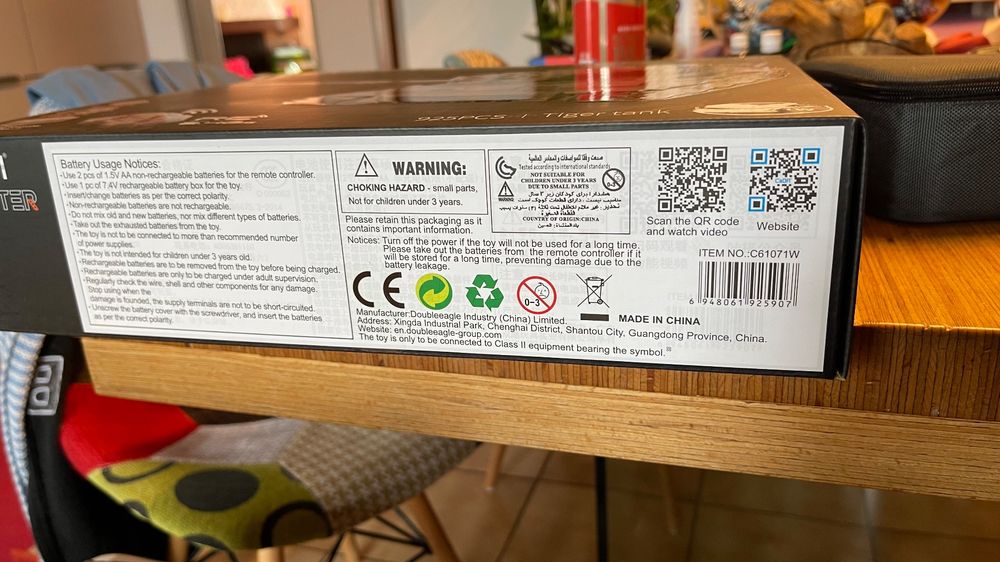 925PCS / Tiger tank
TER
Battery Usage Notices:
•Use 2 pcs of 1.5V AA non-rechargeable batteries for the remote controller.
•Use 1 pc of 7.4V rechargeable battery box for the toy.
•Insert/change batteries as per the correct polarity.
•Non-rechargeable batteries are not rechargeable.
•Do not mix old and new batteries, nor mix different types of batteries.
•Take out the exhausted batteries from the toy.
•The toy is not to be connected to more than recommended number
of power supplies.
•The toy is not intended for children under 3 years old.
•Rechargeable batteries are to be removed from the toy before being charged.
•Rechargeable batteries are only to be charged under adult supervision.
•Regularly check the wire, shell and other components for any damage.
Stop using when the
damage is founded, the supply terminals are not to be short-circuited.
•Unscrew the battery cover with the screwdriver, and insert the batteries
as per the correct polarity.
WARNING:
CHOKING HAZARD - small parts,
Not for children under 3 years.
صنعت وفقا للمواصفات والمعايير العالمية
Tested according to international standards
NOT SUITABLE FOR
CHILDREN UNDER 3 YEARS
DUE TO SMALL PARTS
COUNTRY OF ORIGIN:CHINA
بلد المنشاء: الصين
Please retain this packaging as it
contains important information.
Notices: Turn off the power if the toy will not be used for a long time.
Please take out the batteries from the remote controller if it
will be stored for a long time, preventing damage due to the
battery leakage.
CE
0-3
Manufacturer:Doubleeagle Industry (China) Limited.
MADE IN CHINA
Address: Xingda Industrial Park, Chenghai District, Shantou City, Guangdong Province, China.
Website: en.doubleeagle-group.com
The toy is only to be connected to Class II equipment bearing the symbol.
Scan the QR code
and watch video
Website
ITEM NO.:C61071W
6 948061 925907